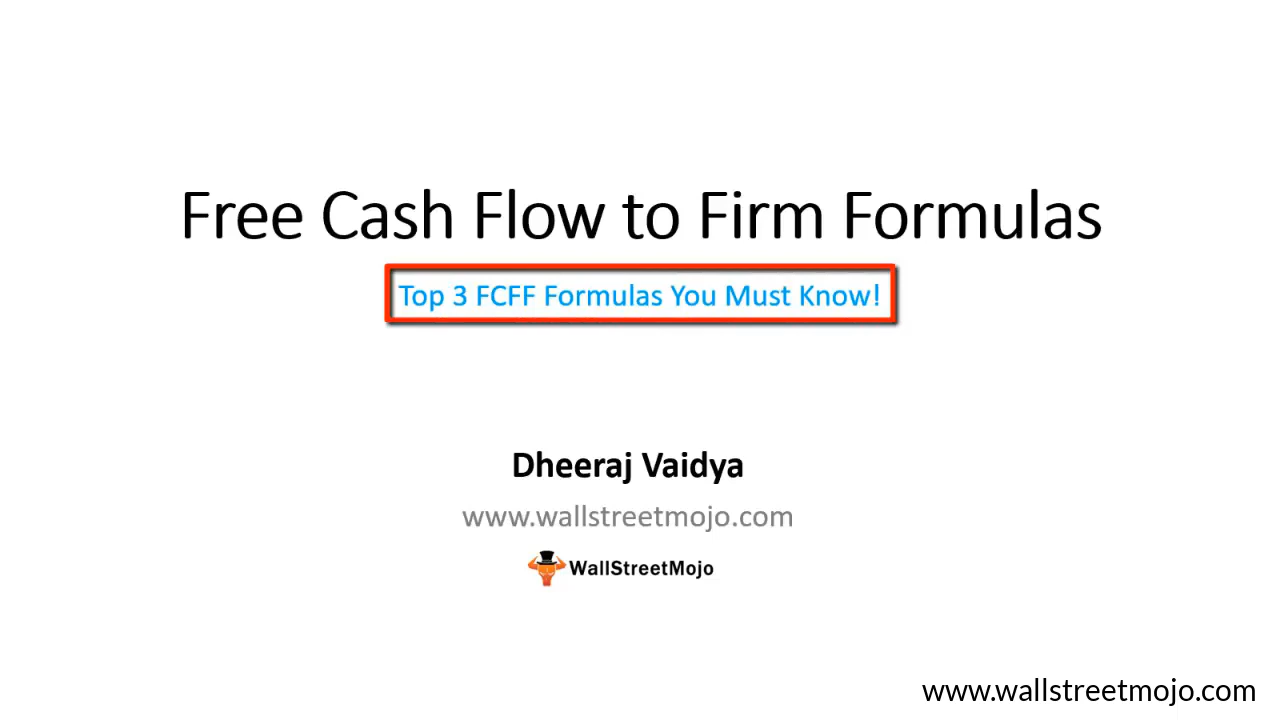 Free Cash Flow to Firm Formulas
Top 3 FCFF Formulas You Must Know!
Dheeraj Vaidya
www.wallstreetmojo.com
WallStreetMojo
www.wallstreetmojo.com